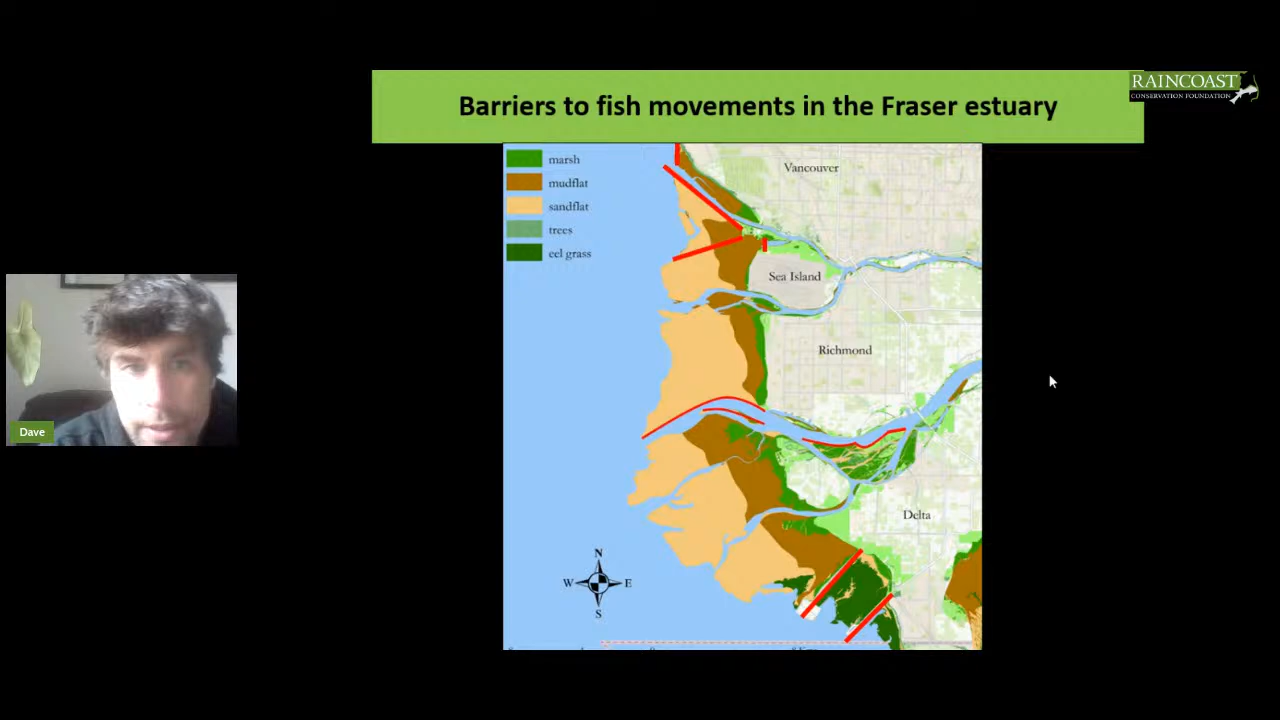 Barriers to fish movements in the Fraser estuary
RAINCOAST
CONSERVATION FOUNDATION
marsh
mudflat
sandflat
trees
eel grass
Vancouver
Sea Island
Richmond
Delta
N
W E
S
Dave